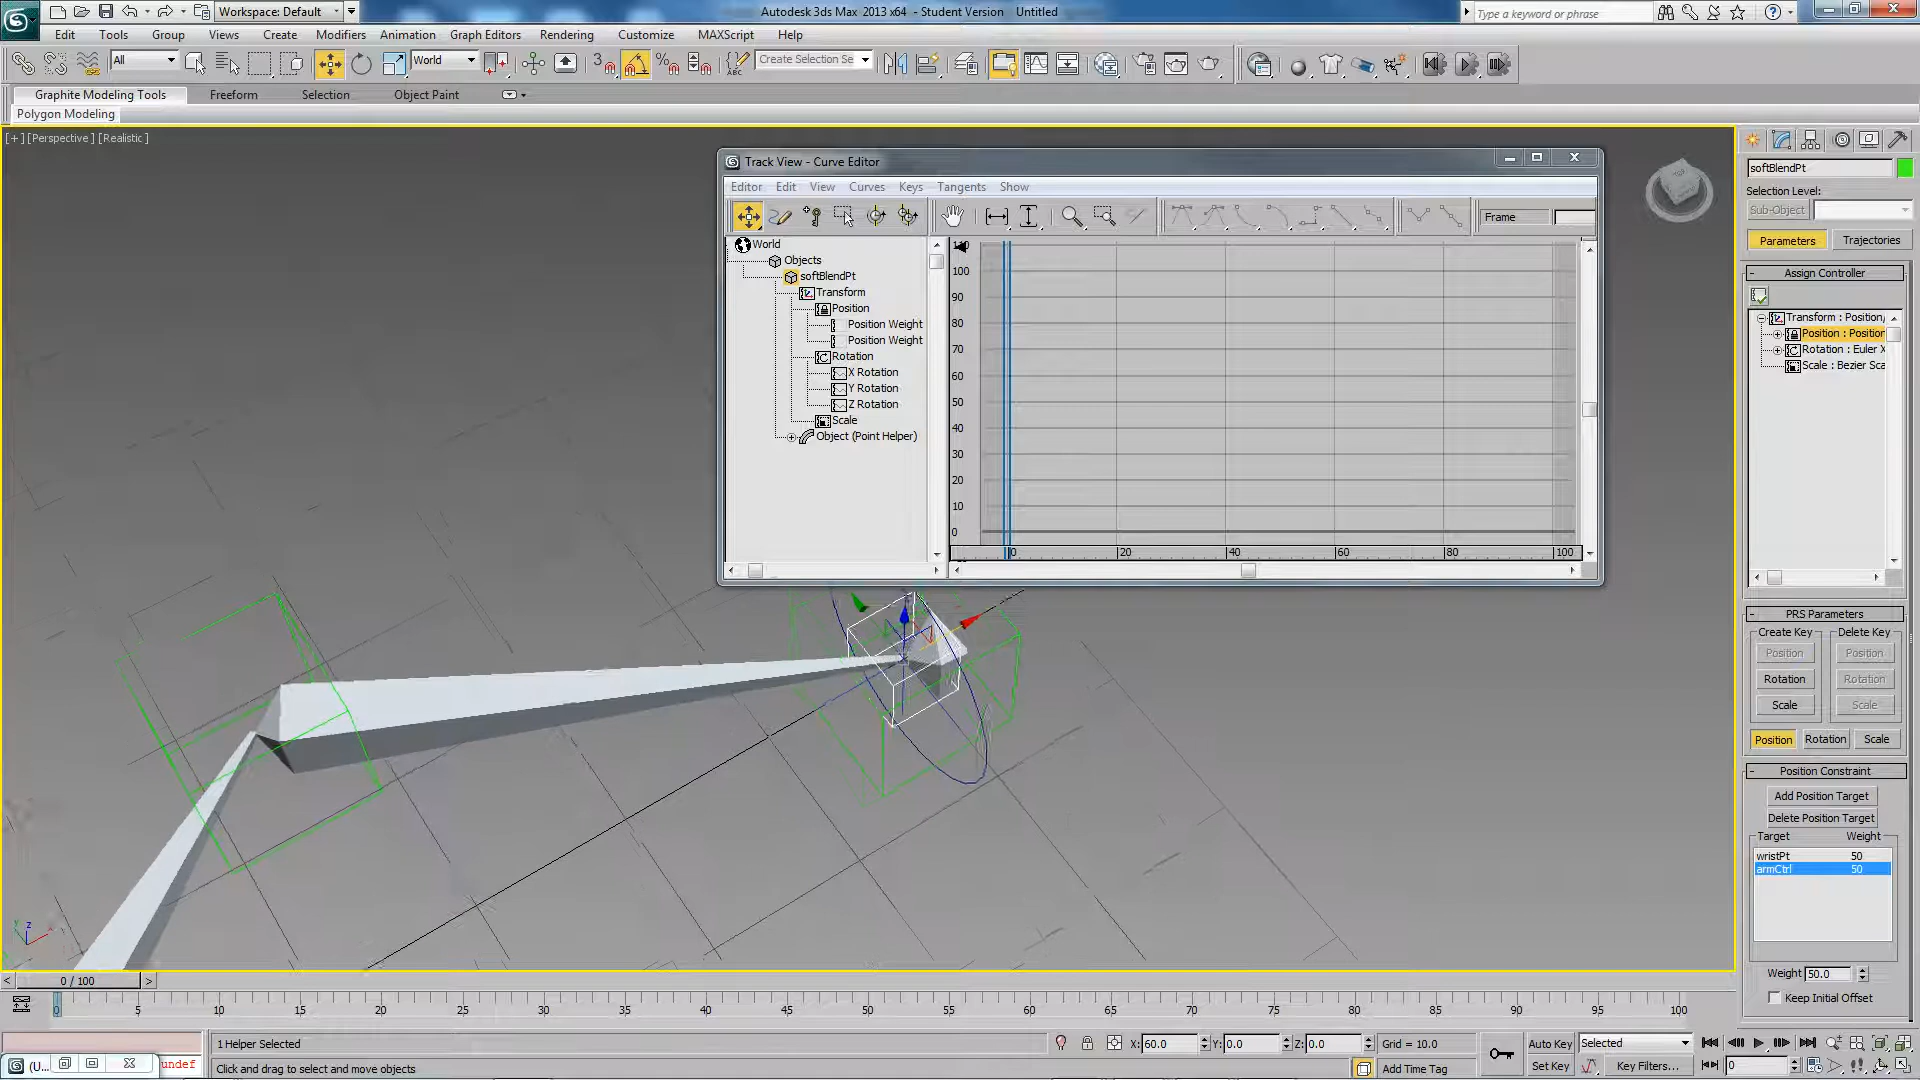 Workspace: Default
Autodesk 3ds Max  2013 x64  - Student Version    Untitled
Type a keyword or phrase
Edit Tools Group Views Create Modifiers Animation Graph Editors Rendering Customize MAXScript Help
All World 3 Create Selection Se
Graphite Modeling Tools Freeform Selection Object Paint
Polygon Modeling
[+] [Perspective] [Realistic]
Track View - Curve Editor
Editor Edit View Curves Keys Tangents Show
Frame
World
Objects
softBlendPt
Transform
Position
Position Weight
Position Weight
Rotation
X Rotation
Y Rotation
Z Rotation
Scale
Object (Point Helper)
110
100
90
80
70
60
50
40
30
20
10
0
0 20 40 60 80 100
softBlendPt
Selection Level:
Sub-Object
Parameters Trajectories
Assign Controller
Transform : Position,
Position : Position
Rotation : Euler X
Scale : Bezier Sca
PRS Parameters
Create Key Delete Key
Position Position
Rotation Rotation
Scale Scale
Position Rotation Scale
Position Constraint
Add Position Target
Delete Position Target
Target Weight
wristPt 50
armCtrl 50
Weight 50.0
Keep Initial Offset
z
< 0 / 100 >
0 5 10 15 20 25 30 35 40 45 50 55 60 65 70 75 80 85 90 95 100
1 Helper Selected
X: 60.0 Y: 0.0 Z: 0.0 Grid = 10.0
Auto Key Selected
(U... undef
Click and drag to select and move objects
Add Time Tag
Set Key Key Filters... 0